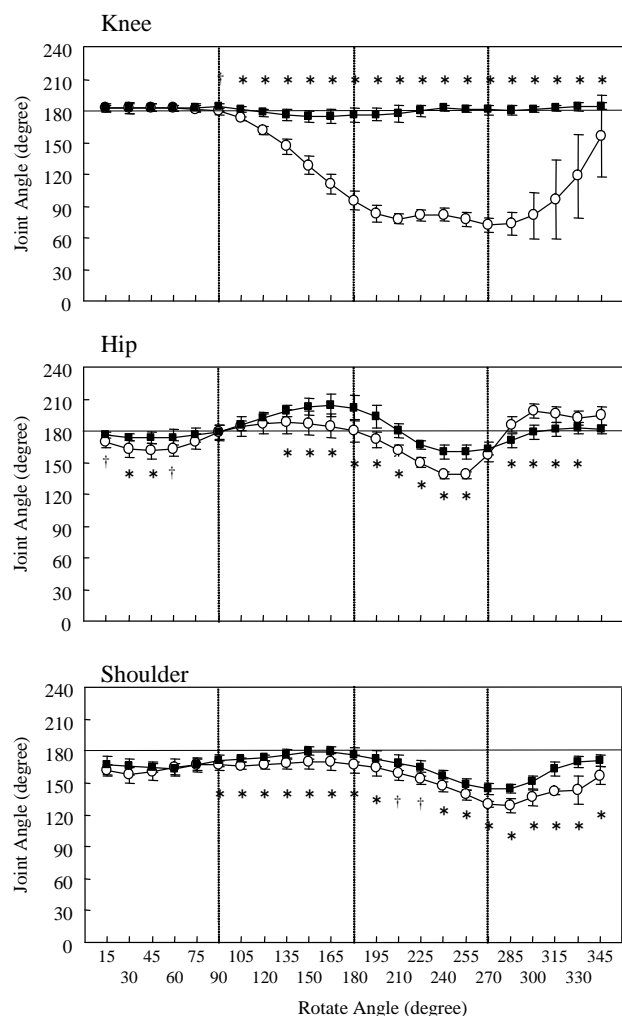 Knee
240
210
180
150
120
90
60
30
0
Joint Angle (degree)
† * * * * * * * * * * * * * * * * *
Hip
240
210
180
150
120
90
60
30
0
Joint Angle (degree)
† * * † * * * * * * * * * * * * *
Shoulder
240
210
180
150
120
90
60
30
0
Joint Angle (degree)
* * * * * * * * † † * * * * * * * *
15 45 75 105 135 165 195 225 255 285 315 345
30 60 90 120 150 180 210 240 270 300 330
Rotate Angle (degree)